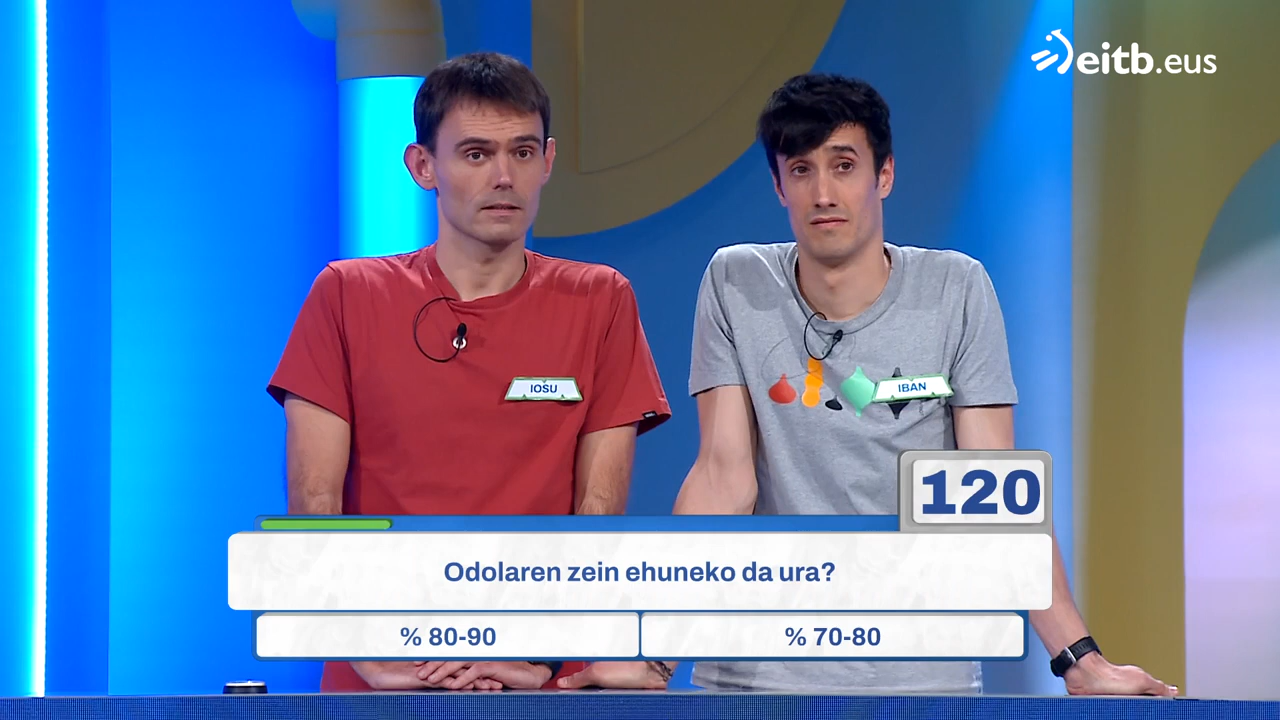 eitb.eus
IOSU
IBAN
120
Odolaren zein ehuneko da ura?
% 80-90
% 70-80